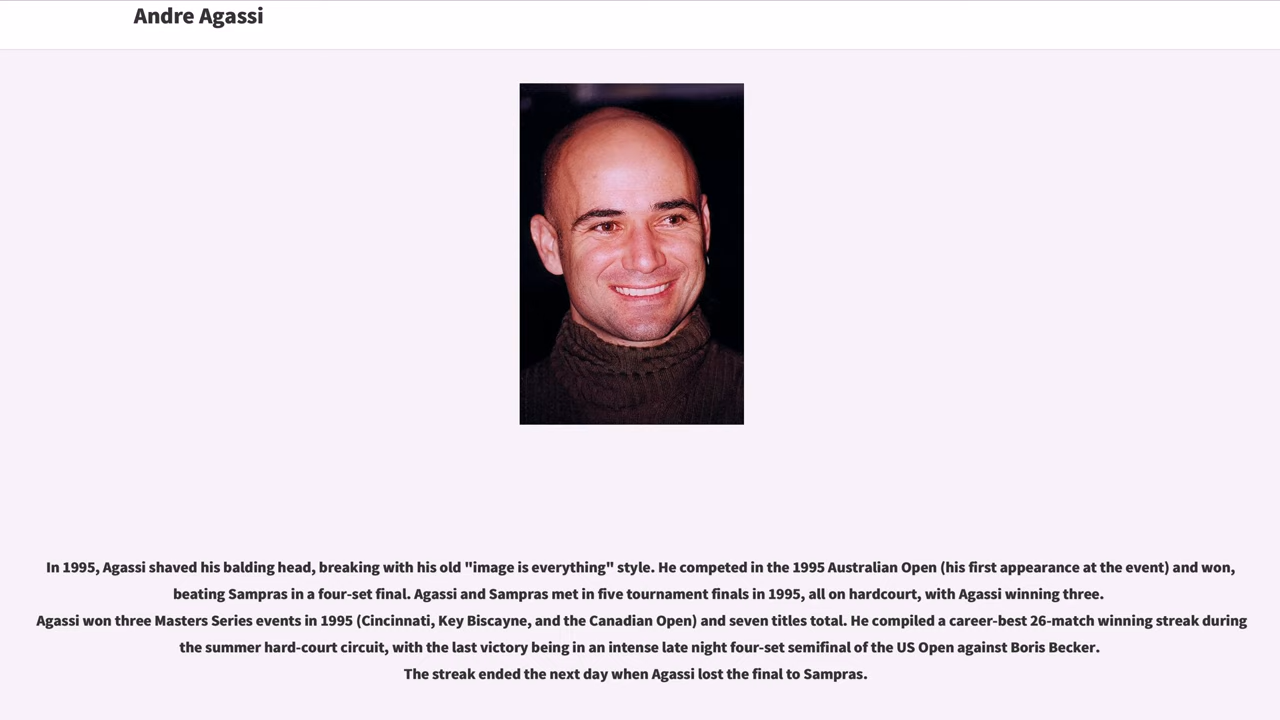 Andre Agassi
In 1995, Agassi shaved his balding head, breaking with his old "image is everything" style. He competed in the 1995 Australian Open (his first appearance at the event) and won,
beating Sampras in a four-set final. Agassi and Sampras met in five tournament finals in 1995, all on hardcourt, with Agassi winning three.
Agassi won three Masters Series events in 1995 (Cincinnati, Key Biscayne, and the Canadian Open) and seven titles total. He compiled a career-best 26-match winning streak during
the summer hard-court circuit, with the last victory being in an intense late night four-set semifinal of the US Open against Boris Becker.
The streak ended the next day when Agassi lost the final to Sampras.